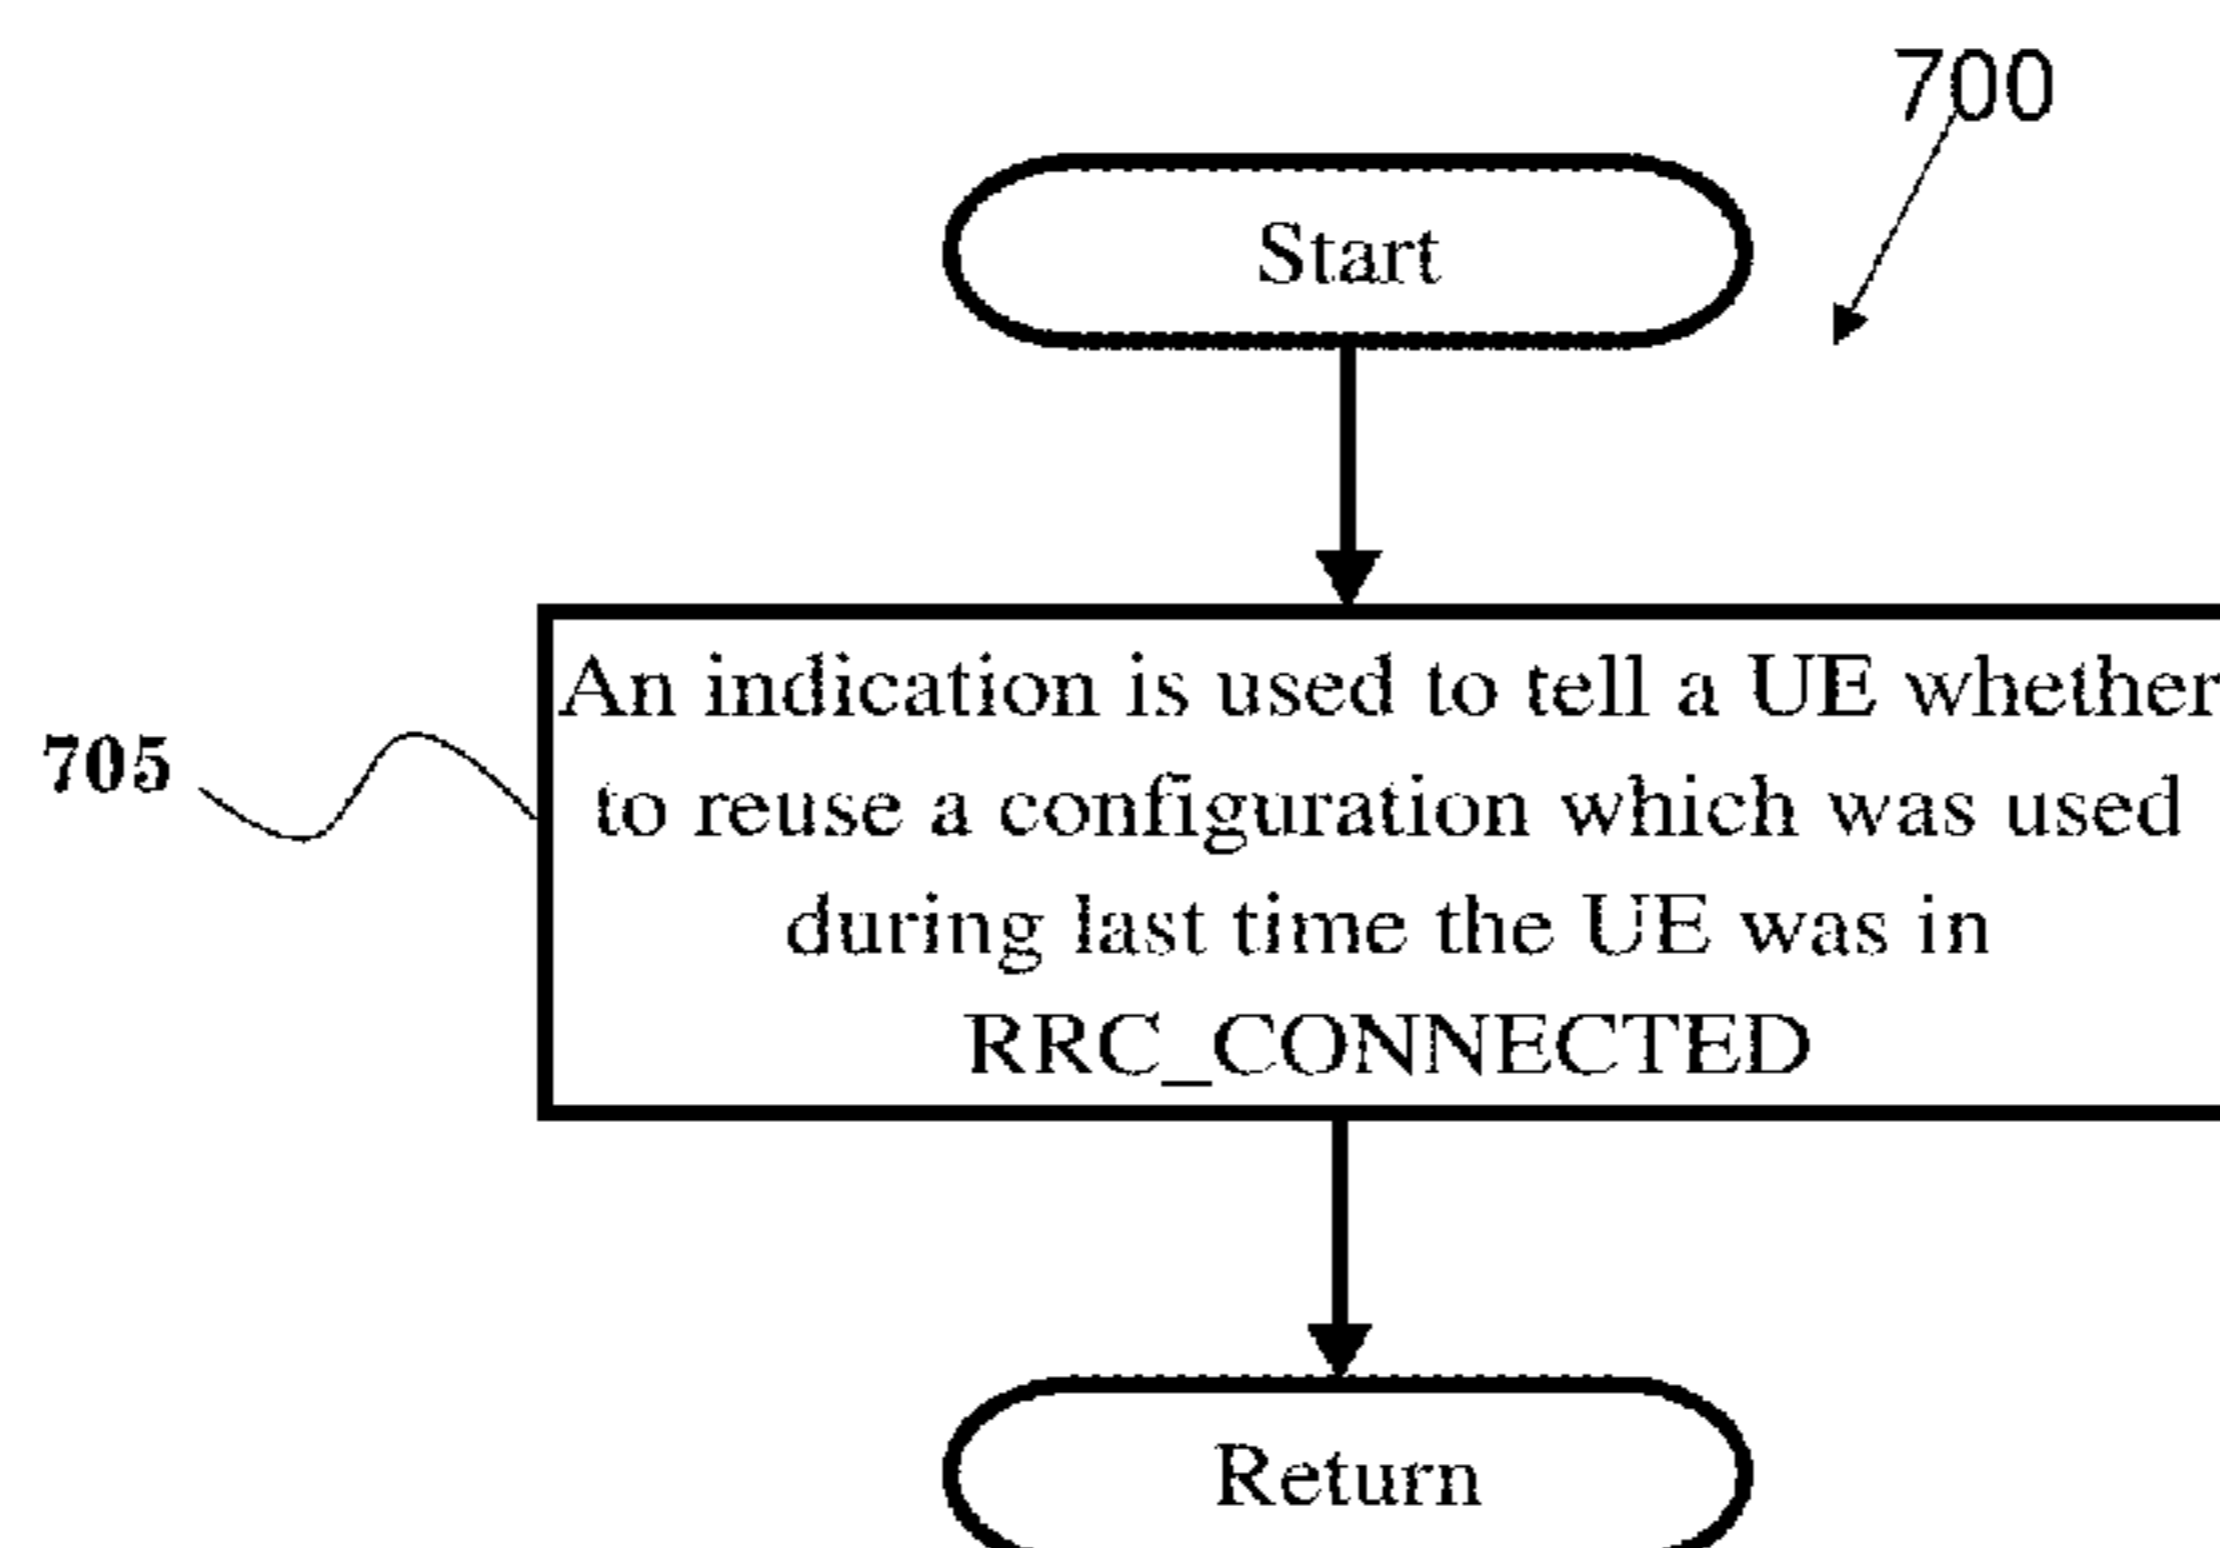 700
Start
An indication is used to tell a UE whether
to reuse a configuration which was used
during last time the UE was in
RRC_CONNECTED
705
Return